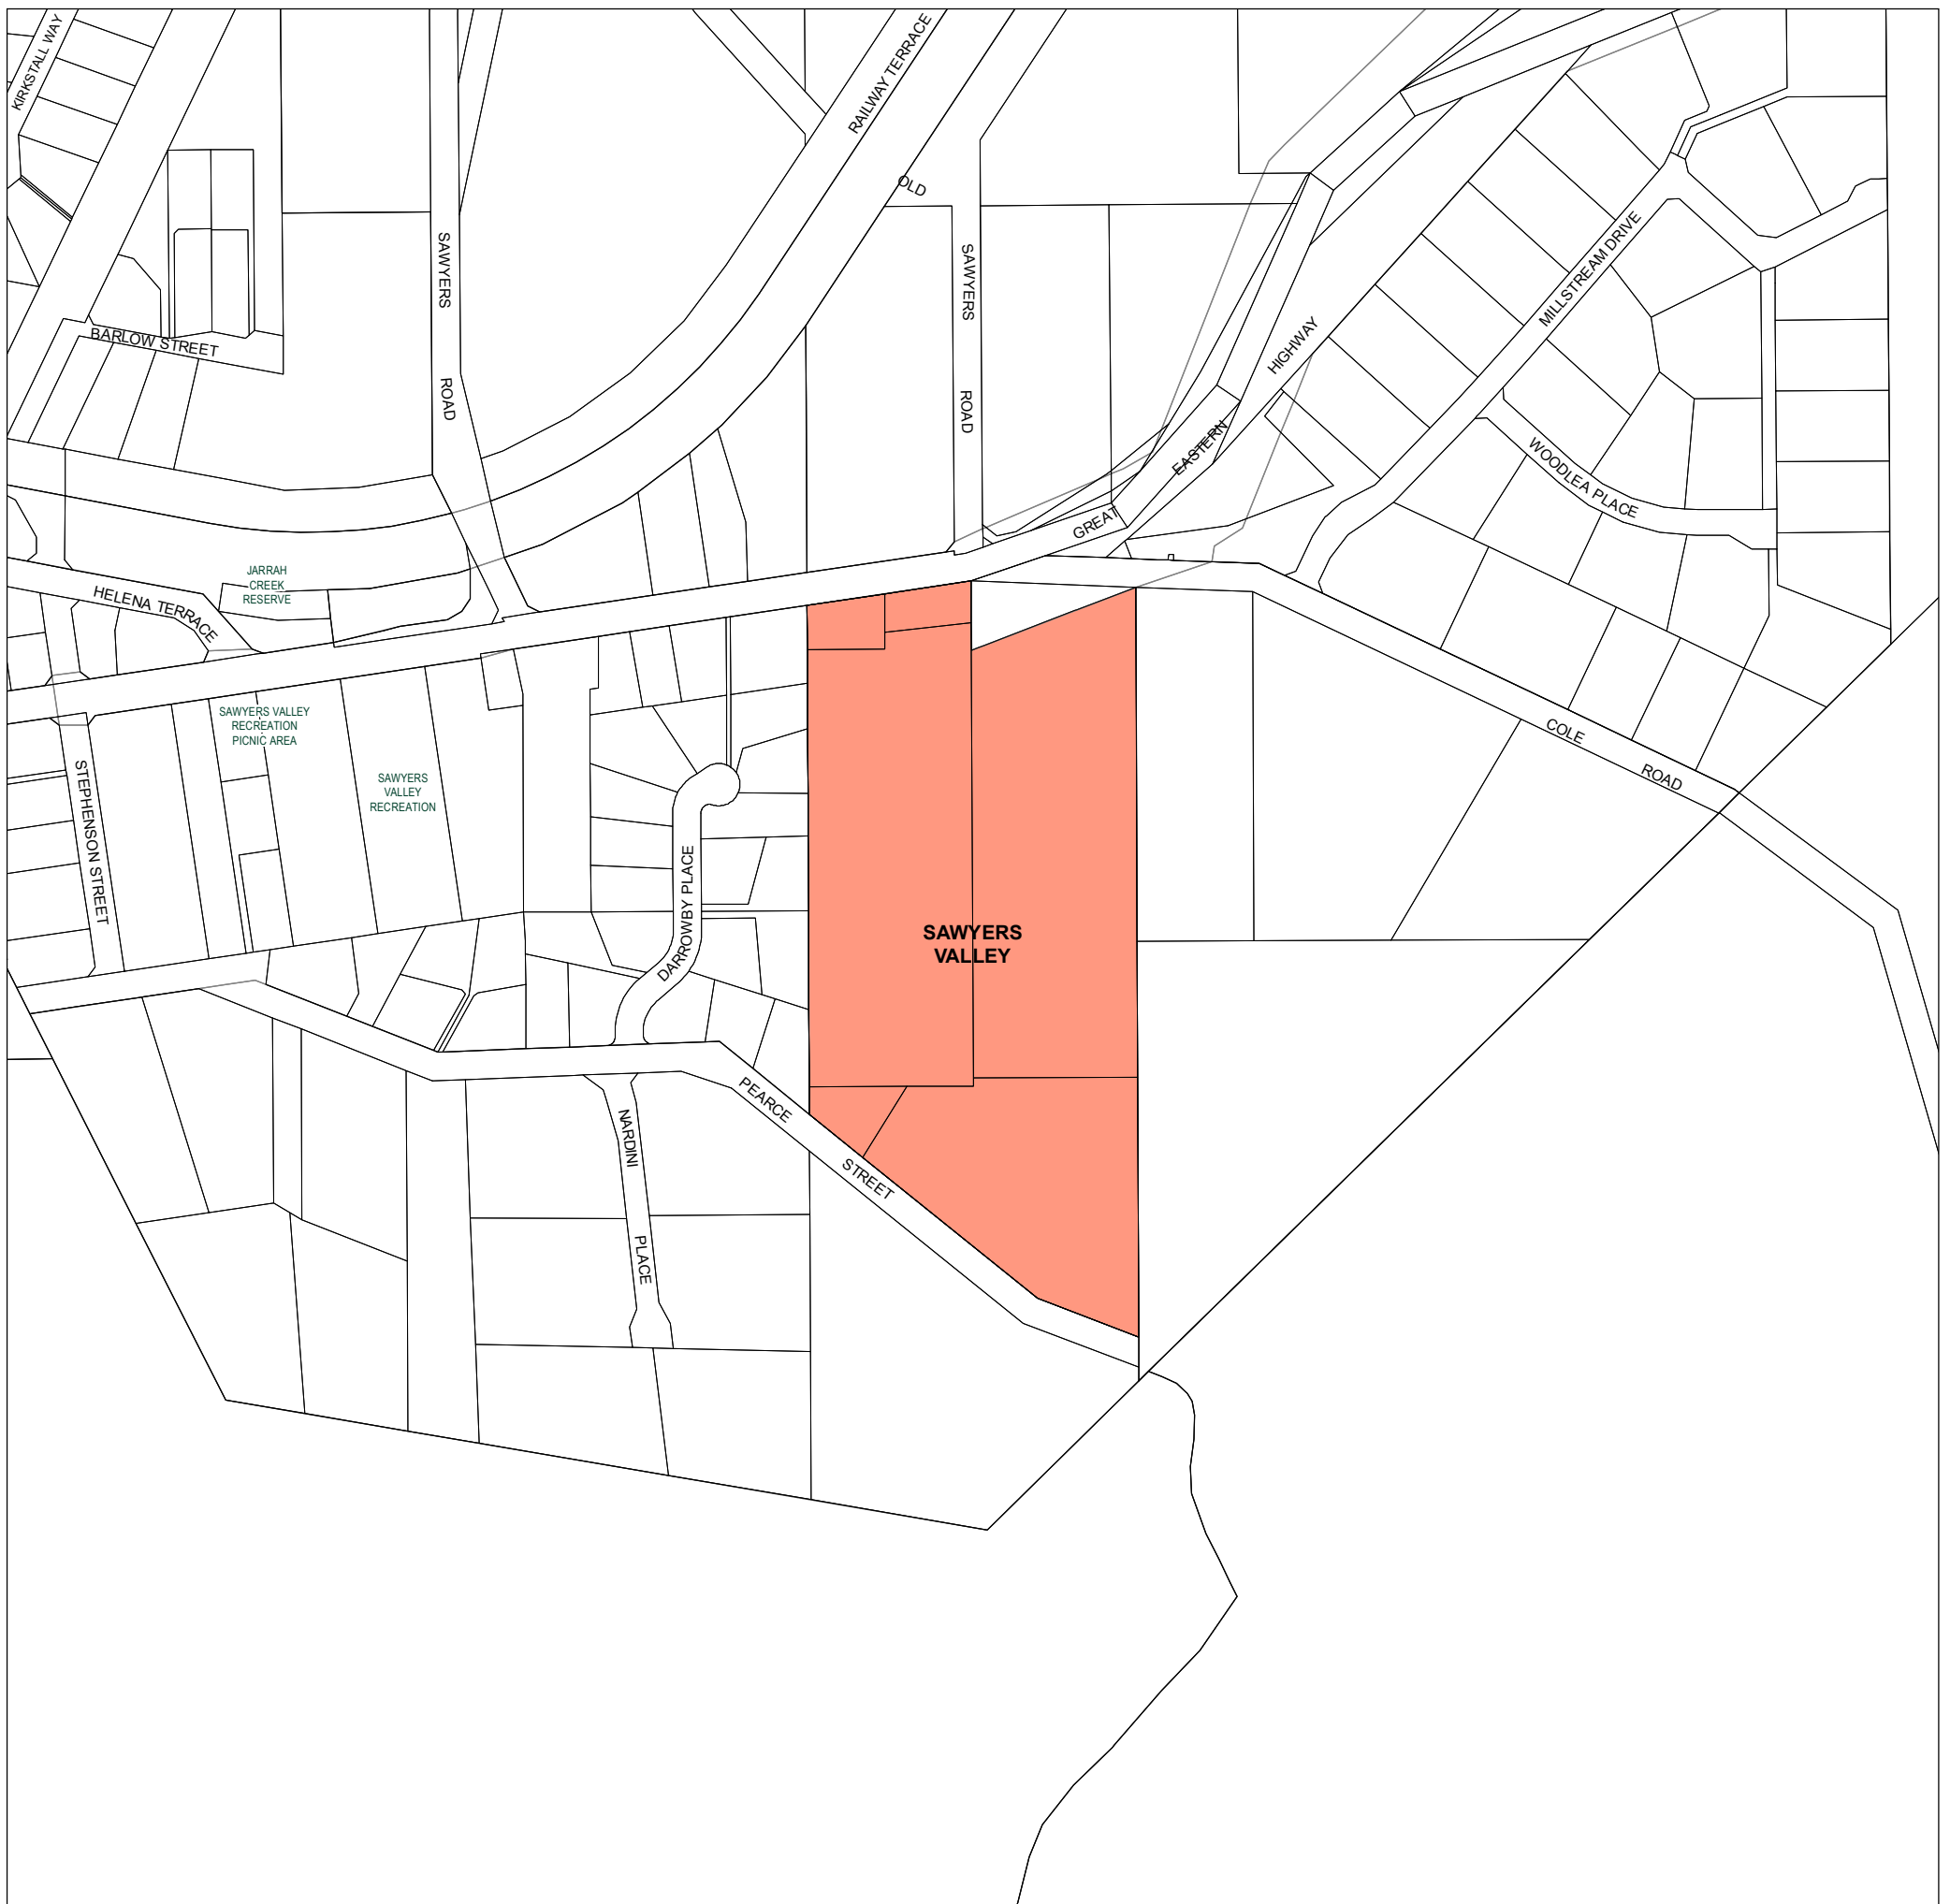 KIRKSTALL WAY
RAILWAY TERRACE
OLD
SAWYERS
ROAD
SAWYERS
ROAD
BARLOW STREET
MILLSTREAM DRIVE
HIGHWAY
EASTERN
GREAT
WOODLEA PLACE
JARRAH
CREEK
RESERVE
HELENA TERRACE
SAWYERS VALLEY
RECREATION
PICNIC AREA
SAWYERS
VALLEY
RECREATION
STEPHENSON STREET
DARROWBY PLACE
COLE
ROAD
SAWYERS
VALLEY
PEARCE
STREET
NARDINI
PLACE